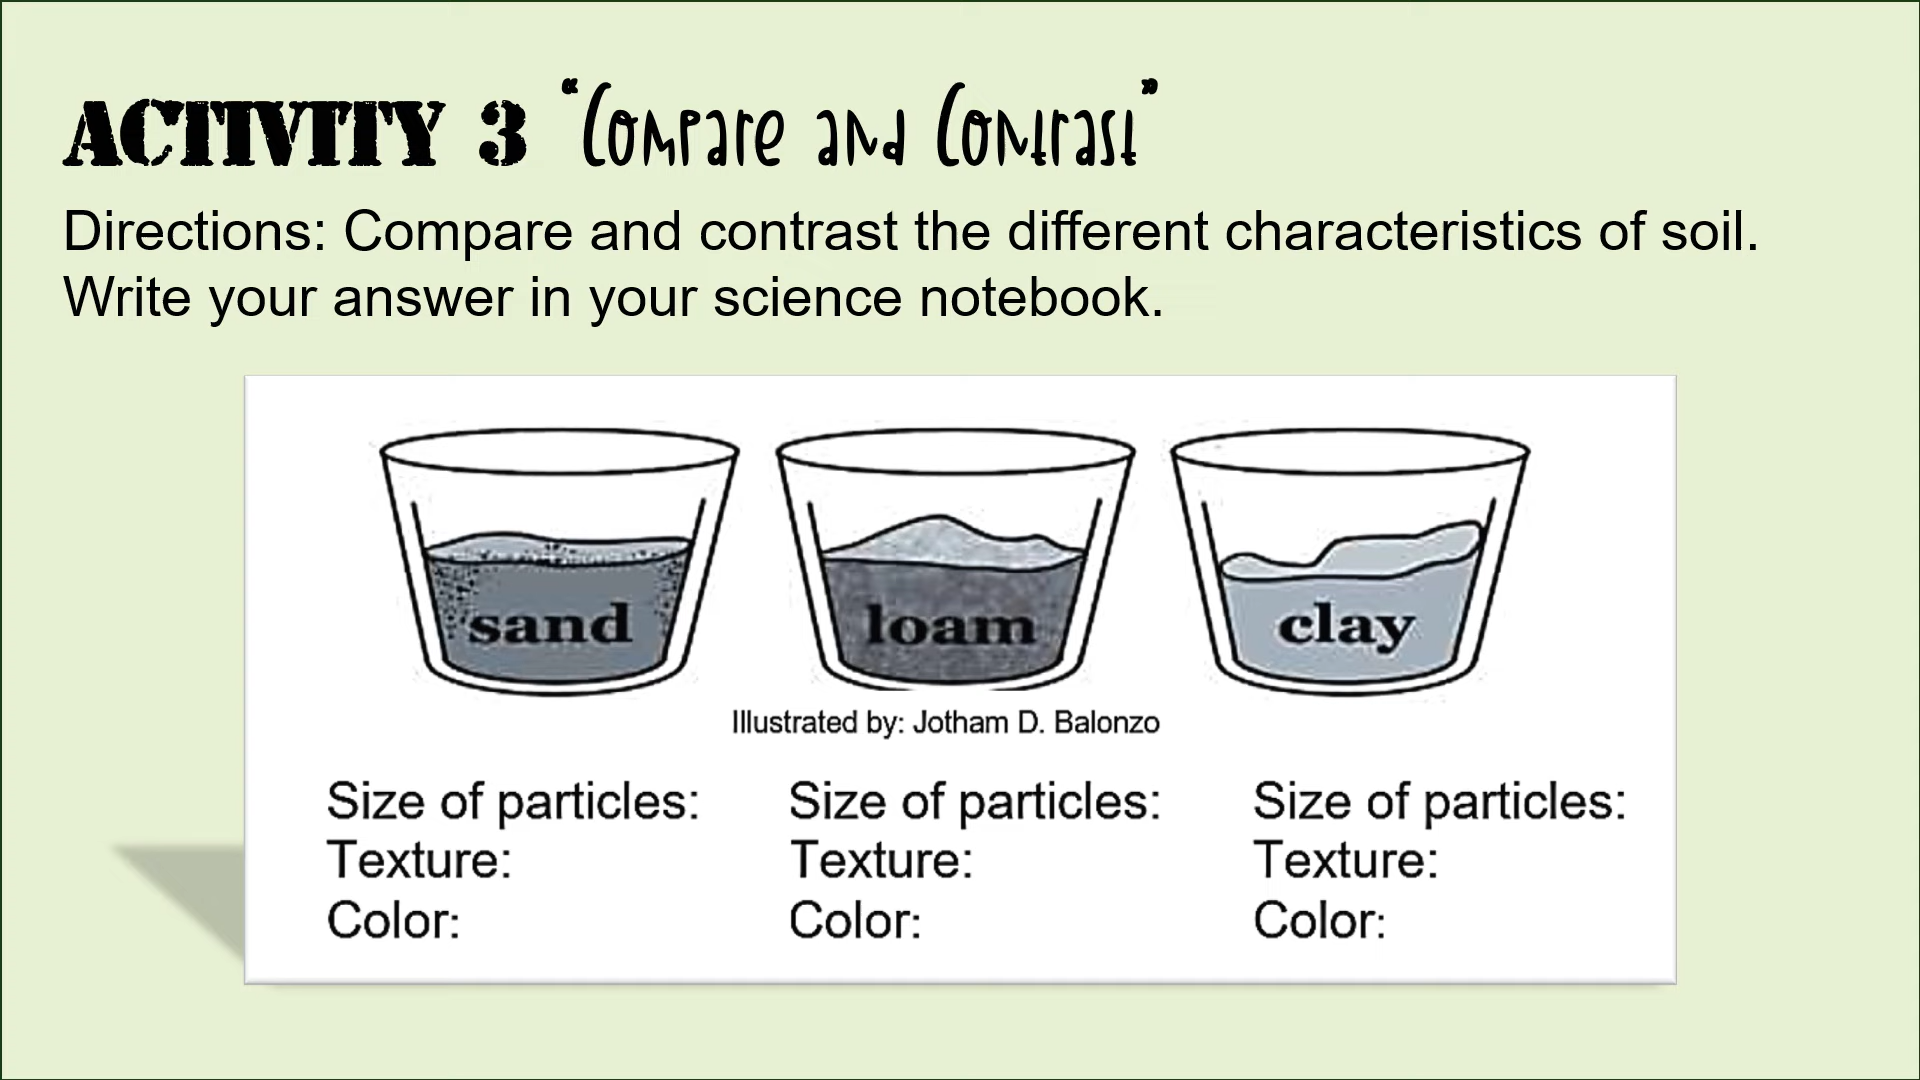 ACTIVITY 3 “Compare and Contrast”
Directions: Compare and contrast the different characteristics of soil.
Write your answer in your science notebook.
sand loam clay
Illustrated by: Jotham D. Balonzo
Size of particles: Size of particles: Size of particles:
Texture: Texture: Texture:
Color: Color: Color: